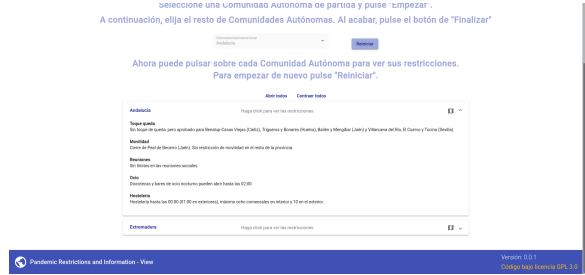 Seleccione una Comunidad Autónoma de partida y pulse "Empezar".
A continuación, elija el resto de Comunidades Autónomas. Al acabar, pulse el botón de "Finalizar"
Andalucía
Reiniciar
Ahora puede pulsar sobre cada Comunidad Autónoma para ver sus restricciones.
Para empezar de nuevo pulse "Reiniciar".
Abrir todos Contraer todos
Andalucía Haga click para ver las restricciones
Toque queda
Sin toque de queda, pero aprobado para Benalup-Casas Viejas (Cádiz), Trigueros y Bonares (Huelva), Bailén y Mengíbar (Jaén) y Villanueva del Río, El Cuervo y Tocina (Sevilla).
Movilidad
Cierre de Peal de Becerro (Jaén). Sin restricción de movilidad en el resto de la provincia.
Reuniones
Sin límites en las reuniones sociales.
Ocio
Discotecas y bares de ocio nocturno pueden abrir hasta las 02:00
Hostelería
Hostelería hasta las 00:00 (01:00 en exteriores), máximo ocho comensales en interior y 10 en el exterior.
Extremadura Haga click para ver las restricciones
Pandemic Restrictions and Information - View
Versión: 0.0.1
Código bajo licencia GPL 3.0